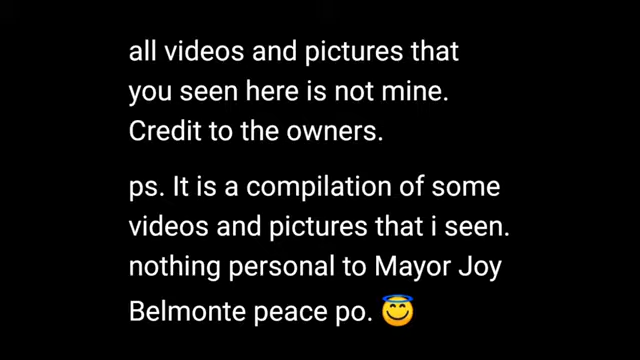 all videos and pictures that
you seen here is not mine.
Credit to the owners.
ps. It is a compilation of some
videos and pictures that i seen.
nothing personal to Mayor Joy
Belmonte peace po. 😇